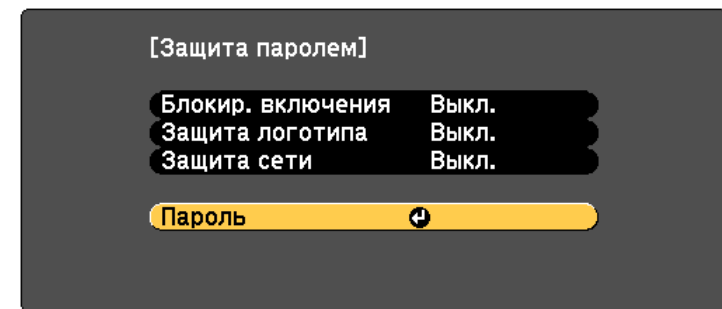 [Защита паролем]
Блокир. включения Выкл.
Защита логотипа Выкл.
Защита сети Выкл.
Пароль